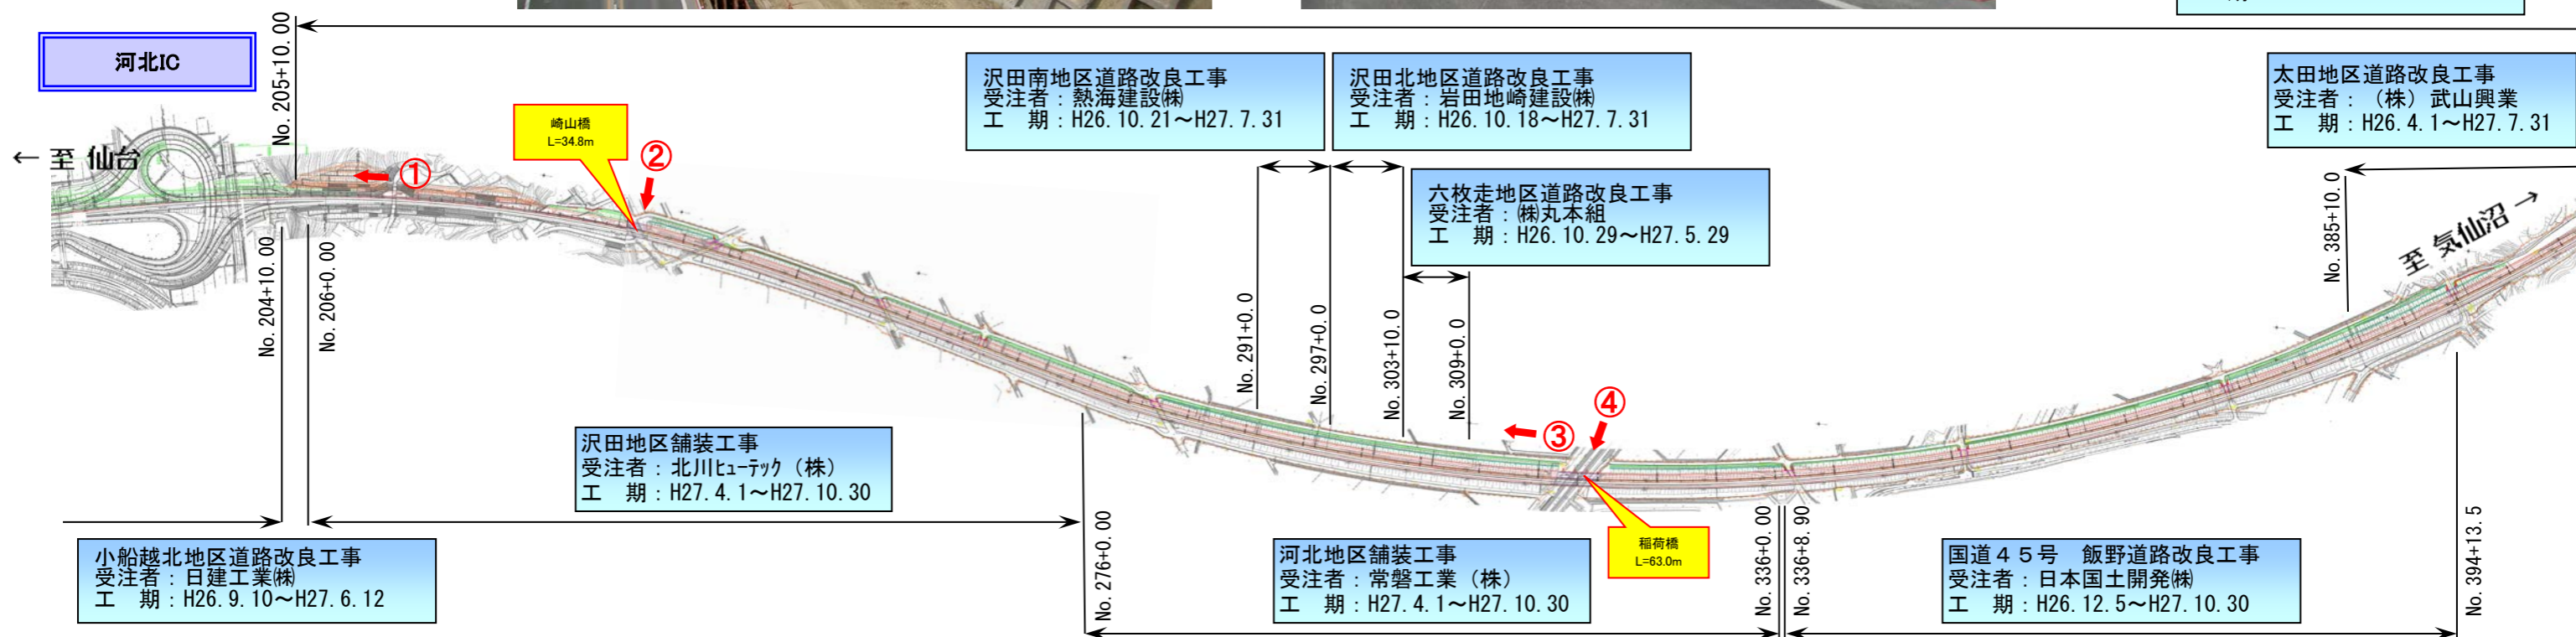 河北IC
No. 205+10. 00
← 至 仙台
崎山橋
L=34.8m
①
②
沢田南地区道路改良工事
受注者：熱海建設㈱
工　期：H26. 10. 21～H27. 7. 31
沢田北地区道路改良工事
受注者：岩田地崎建設㈱
工　期：H26. 10. 18～H27. 7. 31
六枚走地区道路改良工事
受注者：㈱丸本組
工　期：H26. 10. 29～H27. 5. 29
太田地区道路改良工事
受注者：（株）武山興業
工　期：H26. 4. 1～H27. 7. 31
至 気仙沼 →
No. 385+10. 0
No. 204+10. 00
No. 206+0. 00
No. 291+0. 0
No. 297+0. 0
No. 303+10. 0
No. 309+0. 0
③
④
沢田地区舗装工事
受注者：北川ﾋｭｰﾃｯｸ（株）
工　期：H27. 4. 1～H27. 10. 30
稲荷橋
L=63.0m
小船越北地区道路改良工事
受注者：日建工業㈱
工　期：H26. 9. 10～H27. 6. 12
No. 276+0. 00
河北地区舗装工事
受注者：常磐工業（株）
工　期：H27. 4. 1～H27. 10. 30
No. 336+0. 00
No. 336+8. 90
国道４５号　飯野道路改良工事
受注者：日本国土開発㈱
工　期：H26. 12. 5～H27. 10. 30
No. 394+13. 5